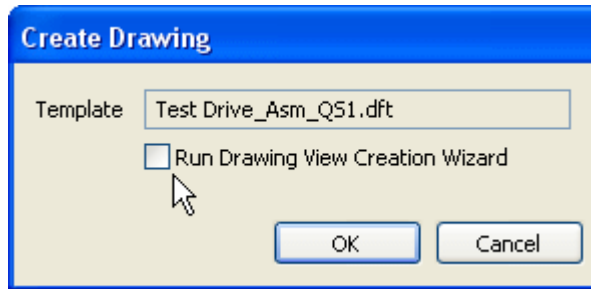 Create Drawing
Template Test Drive_Asm_QS1.dft
Run Drawing View Creation Wizard
OK Cancel